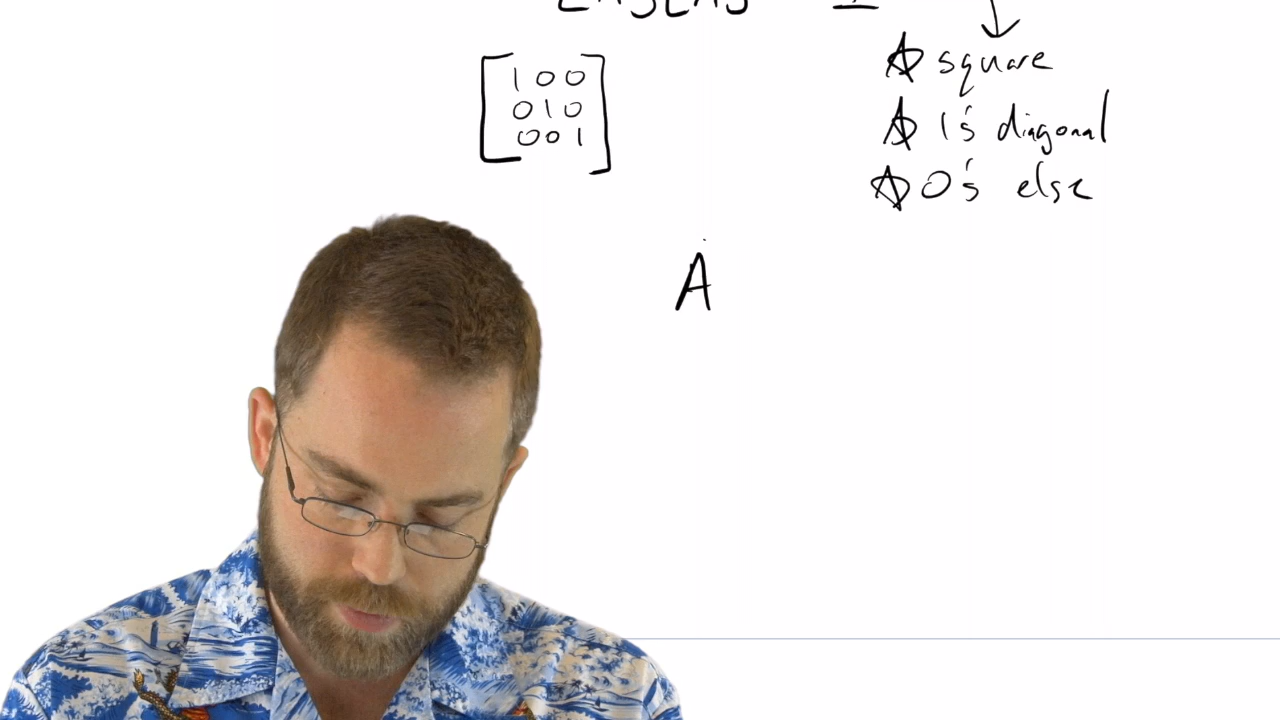 [1 0 0
0 1 0
0 0 1]
square
1's diagonal
0's else
A